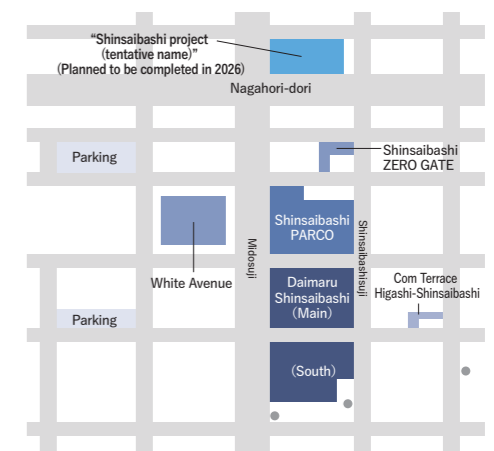 “Shinsaibashi project
(tentative name)”
(Planned to be completed in 2026)
Nagahori-dori
Parking
Shinsaibashi
ZERO GATE
Shinsaibashi
PARCO
Shinsaibashisuji
Midosuji
White Avenue
Daimaru
Shinsaibashi
(Main)
Com Terrace
Higashi-Shinsaibashi
Parking
(South)